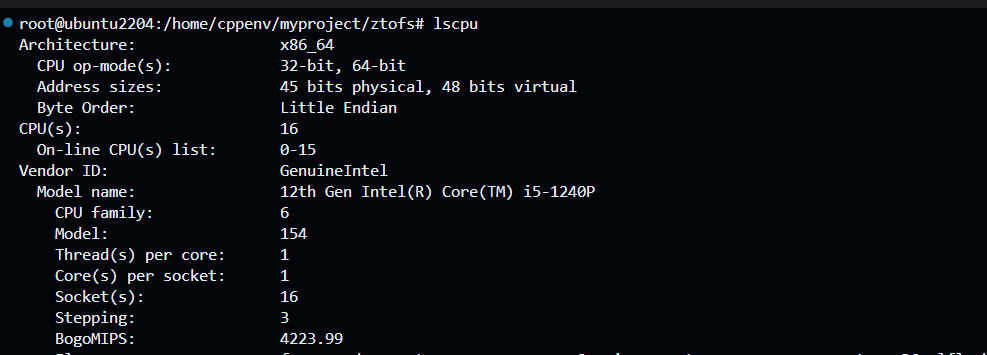 root@ubuntu2204:/home/cppenv/myproject/ztofs# lscpu
Architecture: x86_64
CPU op-mode(s): 32-bit, 64-bit
Address sizes: 45 bits physical, 48 bits virtual
Byte Order: Little Endian
CPU(s): 16
On-line CPU(s) list: 0-15
Vendor ID: GenuineIntel
Model name: 12th Gen Intel(R) Core(TM) i5-1240P
CPU family: 6
Model: 154
Thread(s) per core: 1
Core(s) per socket: 1
Socket(s): 16
Stepping: 3
BogoMIPS: 4223.99